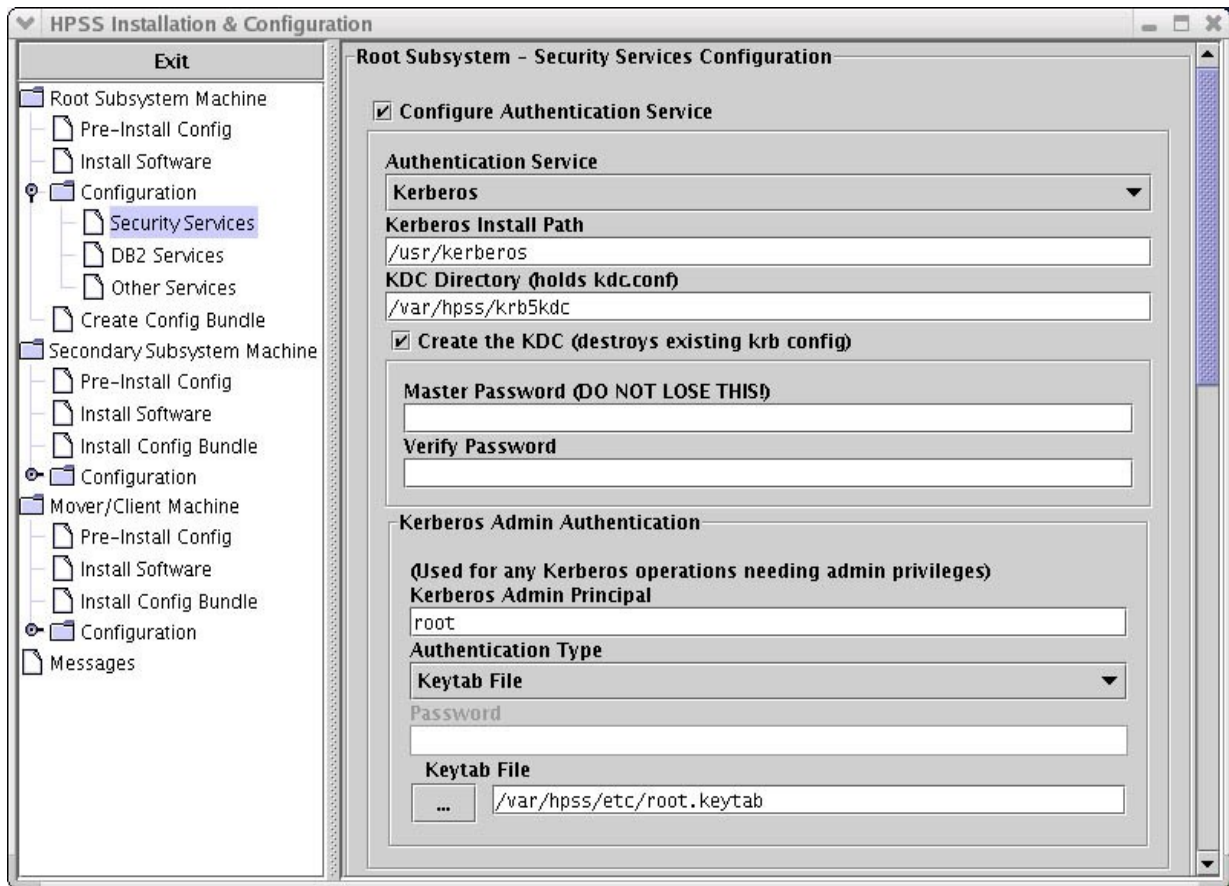 HPSS Installation & Configuration
Exit
Root Subsystem Machine
Pre-Install Config
Install Software
Configuration
Security Services
DB2 Services
Other Services
Create Config Bundle
Secondary Subsystem Machine
Pre-Install Config
Install Software
Install Config Bundle
Configuration
Mover/Client Machine
Pre-Install Config
Install Software
Install Config Bundle
Configuration
Messages
Root Subsystem - Security Services Configuration
Configure Authentication Service
Authentication Service
Kerberos
Kerberos Install Path
/usr/kerberos
KDC Directory (holds kdc.conf)
/var/hpss/krb5kdc
Create the KDC (destroys existing krb config)
Master Password (DO NOT LOSE THIS!)
Verify Password
Kerberos Admin Authentication
(Used for any Kerberos operations needing admin privileges)
Kerberos Admin Principal
root
Authentication Type
Keytab File
Password
Keytab File
... /var/hpss/etc/root.keytab